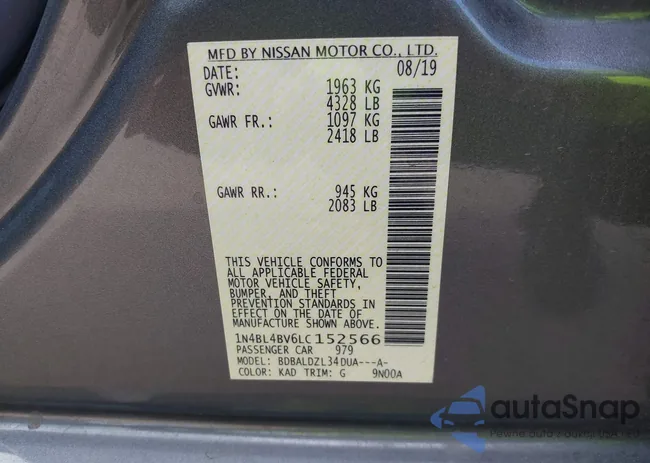 MFD BY NISSAN MOTOR CO., LTD.
DATE: 08/19
GVWR: 1963 KG
4328 LB
GAWR FR.: 1097 KG
2418 LB
GAWR RR.: 945 KG
2083 LB
THIS VEHICLE CONFORMS TO
ALL APPLICABLE FEDERAL
MOTOR VEHICLE SAFETY,
BUMPER, AND THEFT
PREVENTION STANDARDS IN
EFFECT ON THE DATE OF
MANUFACTURE SHOWN ABOVE.
1N4BL4BV6LC152566
PASSENGER CAR 979
MODEL: BDBALDZL34DUA---A-
COLOR: KAD TRIM: G 9N00A
autaSnap
Pewne auto